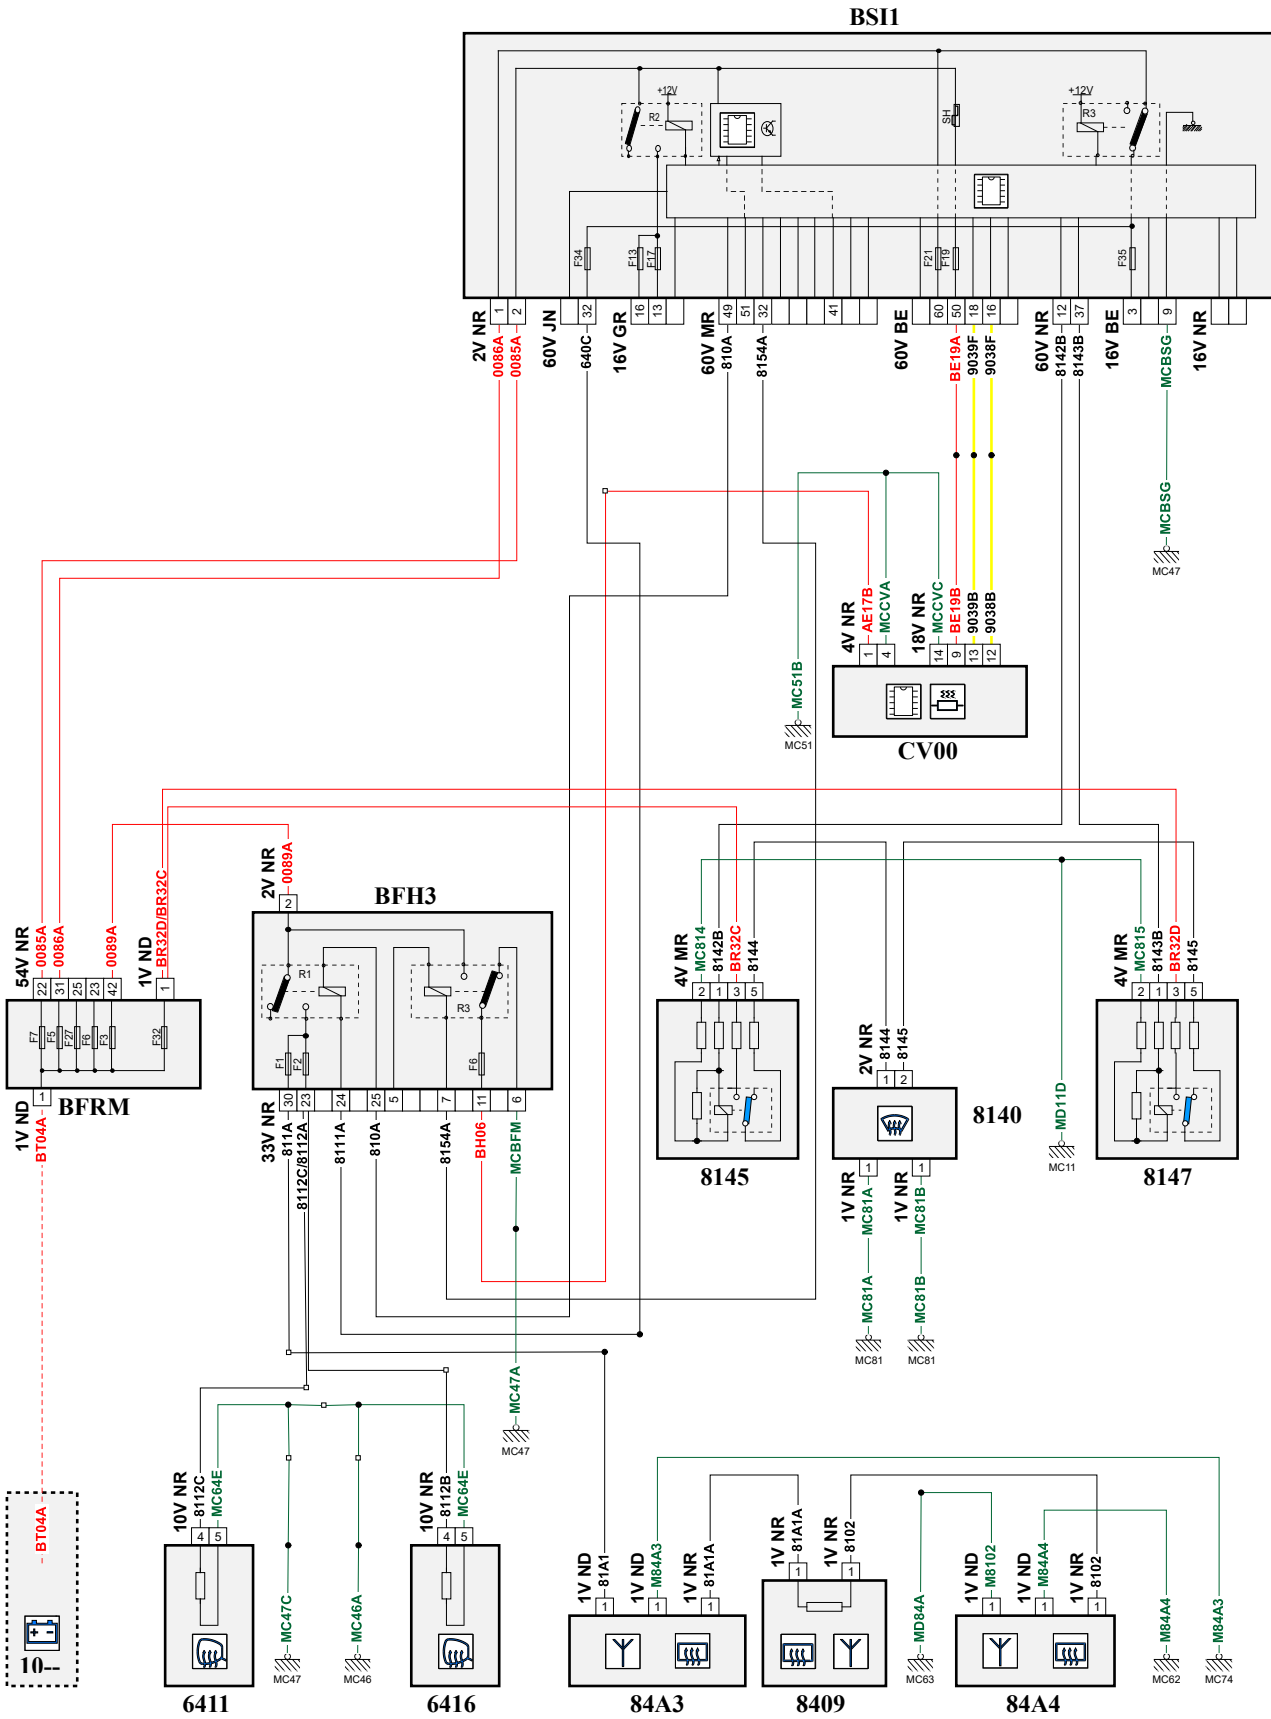 BSI1
+12V
R2
SH
+12V
R3
F34
F13
F17
F21
F19
F35
1 2 32 16 13 49 51 32 41 60 50 18 16 12 37 3 9
2V NR
0086A
0085A
60V JN
640C
16V GR
60V MR
810A
8154A
60V BE
BE19A
9039F
9038F
60V NR
8142B
8143B
16V BE
MCBSG
16V NR
MCBSG
MC47
4V NR
AE17B
MCCVA
18V NR
MCCVC
BE19B
9039B
9038B
1 4 14 9 13 12
MC51B
MC51
CV00
54V NR
0085A
0086A
0089A
1V ND
BR32D/BR32C
22 31 25 23 42 1
F7
F5
F27
F6
F3
F32
1
BFRM
1V ND
BT04A
2V NR
0089A
2
BFH3
R1
R3
F1
F2
F6
30 23 24 25 5 7 11 6
33V NR
811A
8112C/8112A
8111A
810A
8154A
BH06
MCBFM
MC47A
MC47
4V MR
MC814
8142B
BR32C
8144
2 1 3 5
8145
2V NR
8144
8145
1 2
8140
1 1
1V NR
MC81A
1V NR
MC81B
MC81A
MC81B
MC81
MC81
MD11D
MC11
4V MR
MC815
8143B
BR32D
8145
2 1 3 5
8147
BT04A
+ -
10--
10V NR
8112C
MC64E
4 5
6411
MC47C
MC47
MC46A
MC46
10V NR
8112B
MC64E
4 5
6416
1V ND
81A1
1V ND
M84A3
1V NR
81A1A
1 1 1
84A3
1V NR
81A1A
1V NR
8102
1 1
8409
MD84A
MC63
1V ND
M8102
1V ND
M84A4
1V NR
8102
1 1 1
84A4
M84A4
MC62
M84A3
MC74